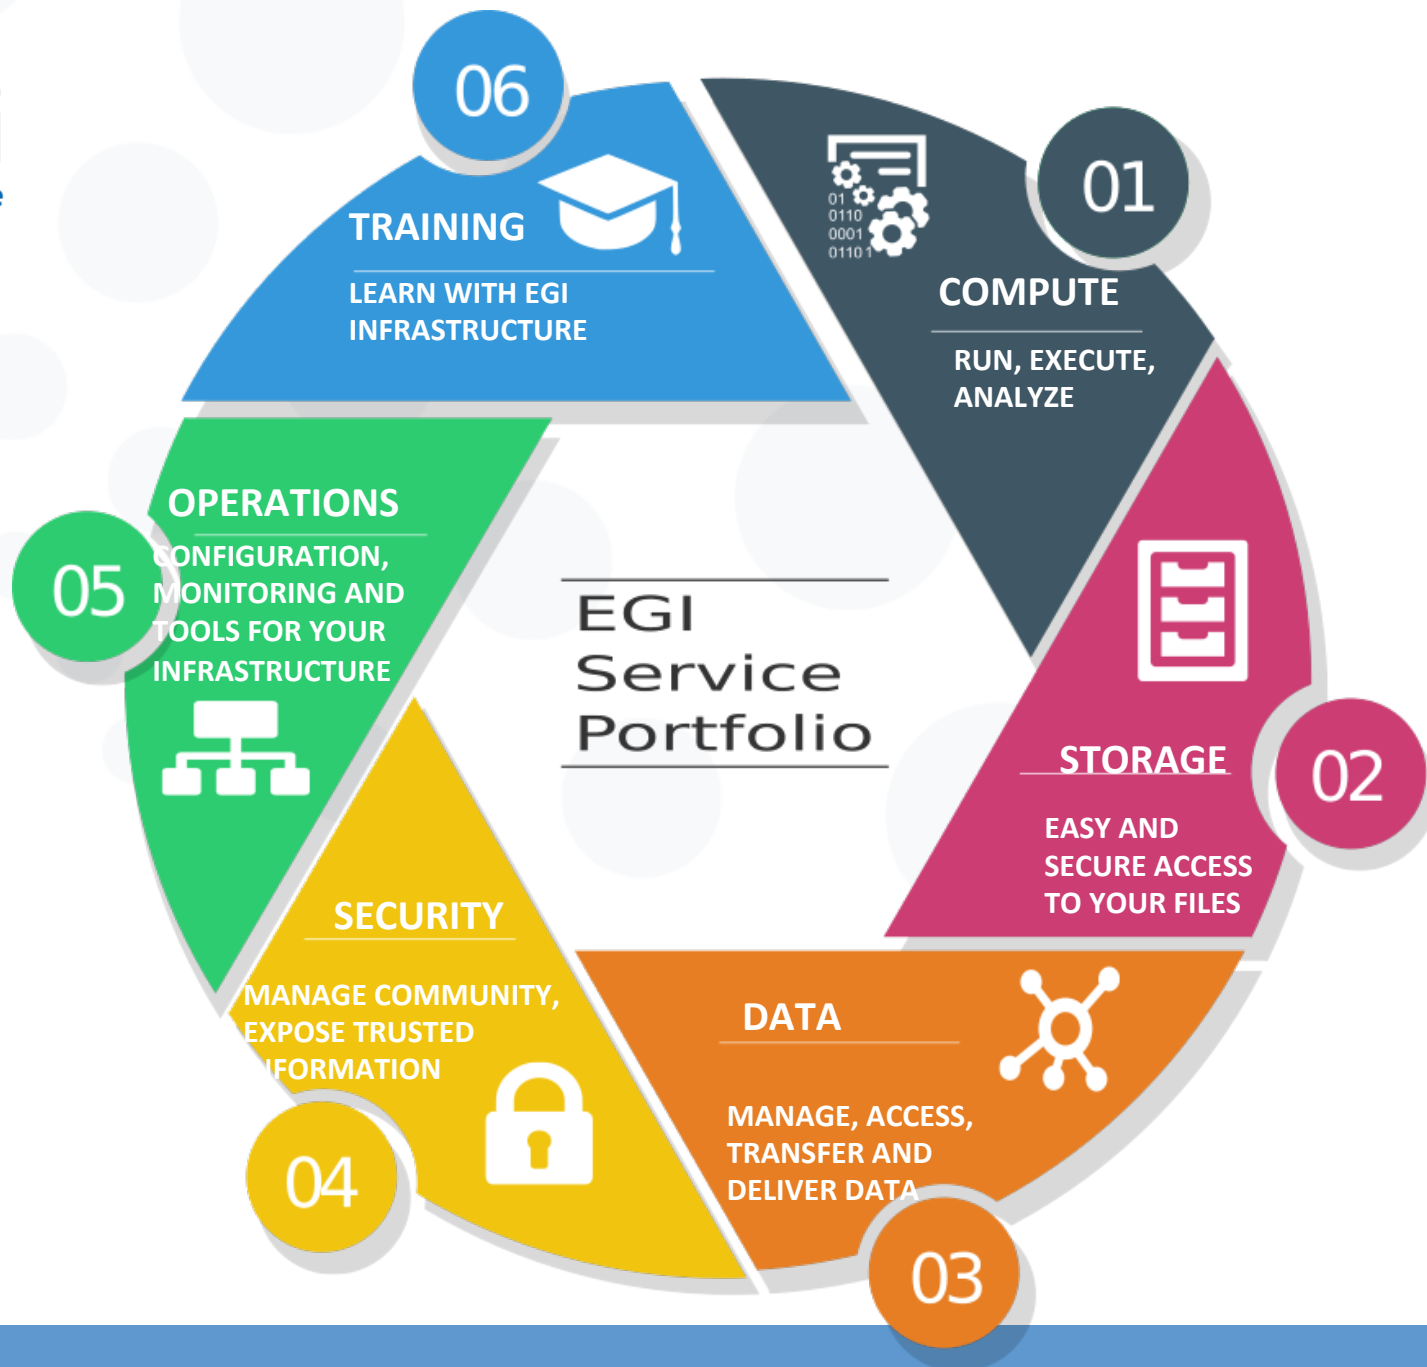 06
TRAINING
LEARN WITH EGI
INFRASTRUCTURE
01
0110
0001
01101
01
COMPUTE
RUN, EXECUTE,
ANALYZE
OPERATIONS
CONFIGURATION,
MONITORING AND
TOOLS FOR YOUR
INFRASTRUCTURE
05
EGI
Service
Portfolio
STORAGE
EASY AND
SECURE ACCESS
TO YOUR FILES
02
SECURITY
MANAGE COMMUNITY,
EXPOSE TRUSTED
INFORMATION
04
DATA
MANAGE, ACCESS,
TRANSFER AND
DELIVER DATA
03